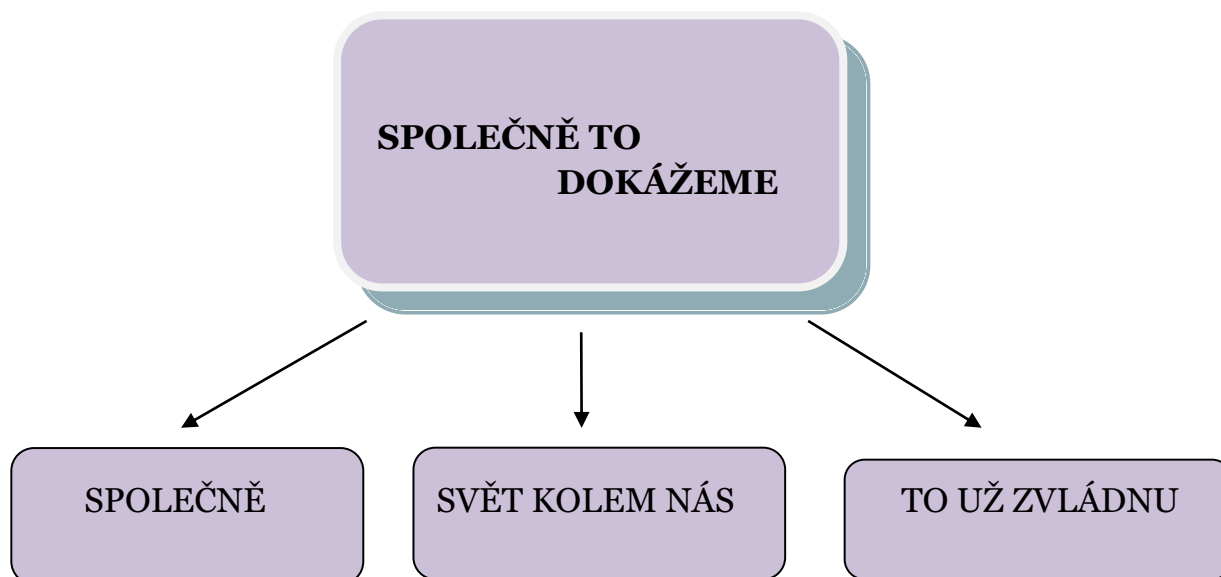 SPOLEČNĚ TO
DOKÁŽEME
SPOLEČNĚ
SVĚT KOLEM NÁS
TO UŽ ZVLÁDNU